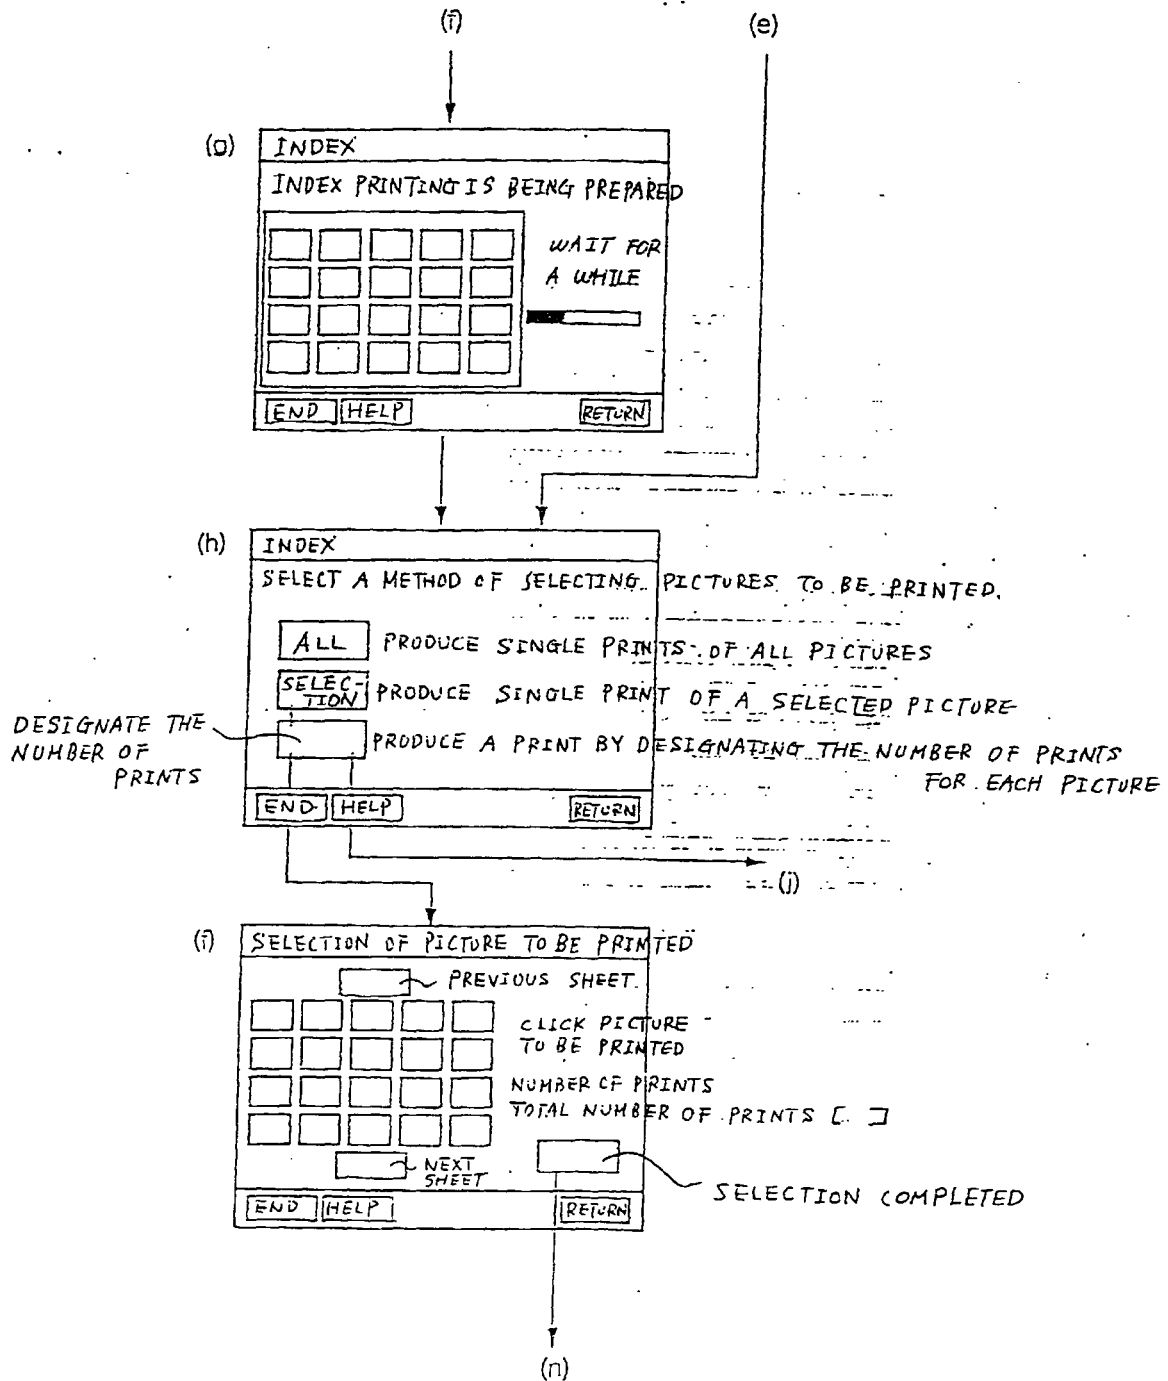 (f) (e)
(g)
INDEX
INDEX PRINTING IS BEING PREPARED
WAIT FOR
A WHILE
END HELP RETURN
(h)
INDEX
SELECT A METHOD OF SELECTING PICTURES TO BE PRINTED.
ALL PRODUCE SINGLE PRINTS OF ALL PICTURES
SELEC-
TION PRODUCE SINGLE PRINT OF A SELECTED PICTURE
DESIGNATE THE
NUMBER OF
PRINTS
PRODUCE A PRINT BY DESIGNATING THE NUMBER OF PRINTS
FOR EACH PICTURE
END HELP RETURN
(j)
(i)
SELECTION OF PICTURE TO BE PRINTED
PREVIOUS SHEET
CLICK PICTURE
TO BE PRINTED
NUMBER OF PRINTS
TOTAL NUMBER OF PRINTS [ ]
NEXT
SHEET
SELECTION COMPLETED
END HELP RETURN
(n)